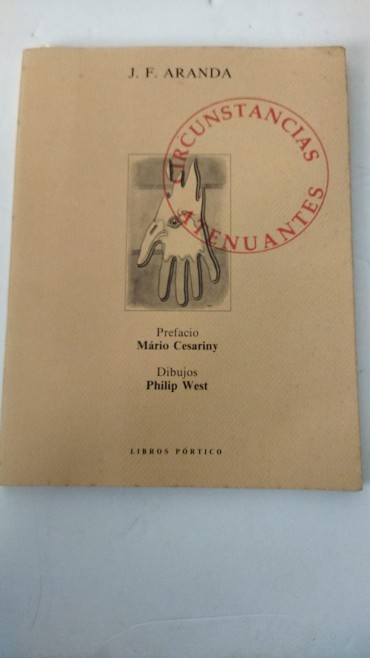 J. F. ARANDA
CIRCUNSTANCIAS
ATENUANTES
Prefacio
Mário Cesariny
Dibujos
Philip West
LIBROS PÓRTICO